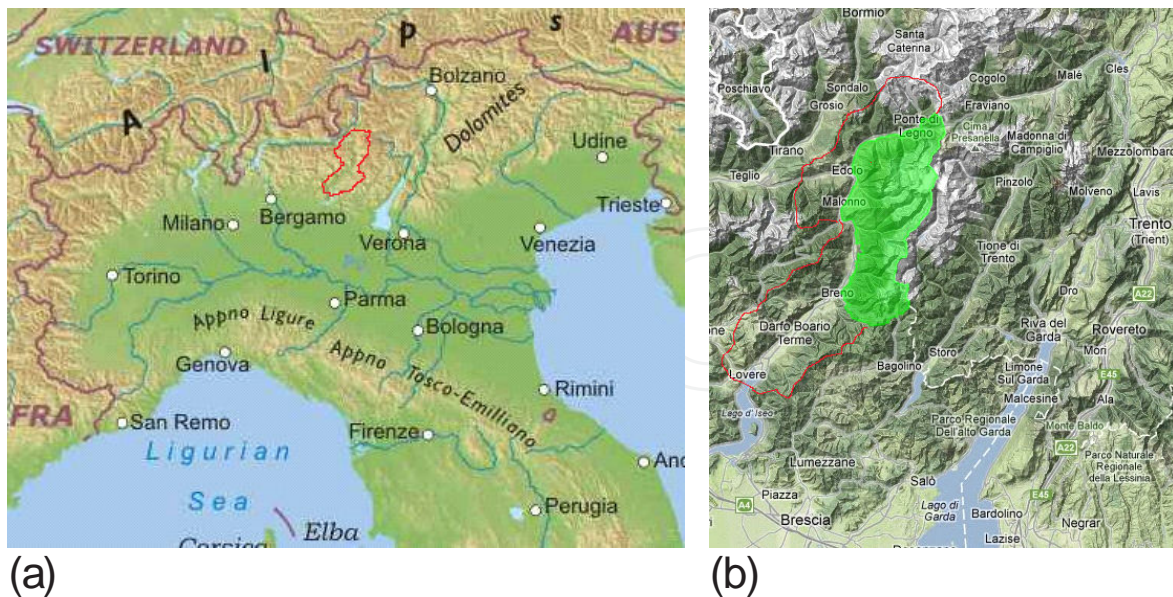 SWITZERLAND
A l p s
AUS
Bolzano
Dolomites
Udine
Trieste
Milano
Bergamo
Verona
Venezia
Torino
Parma
Appno Ligure
Bologna
Genova
Appno Tosco-Emiliano
Rimini
FRA
San Remo
Firenze
Ligurian
Sea
Anc
Elba
Perugia
Corsica
(a)
Bormio
Santa
Caterina
Cles
Malè
Cogolo
Poschiavo
Sondalo
Grosio
Fraviano
Ponte di
Legno
Cima
Presanella
Madonna di
Campiglio
Mezzolombard
Tirano
Teglio
Edolo
Pinzolo
Molveno
Lavis
Malonno
Trento
(Trient)
Tione di
Trento
Breno
Dro
A22
one
Darfo Boario
Terme
Riva del
Garda
Rovereto
Storo
Mori
Lovere
Bagolino
Limone
Sul Garda
E45
Malcesine
Ala
Lago d' Iseo
Parco Regionale
Dell'alto Garda
Monte Baldo
A22
Parco Naturale
Regionale
della Lessinia
Lumezzane
Salò
A4
Piazza
E45
Lago di
Garda
Bardolino
Brescia
Negrar
Lazise
(b)